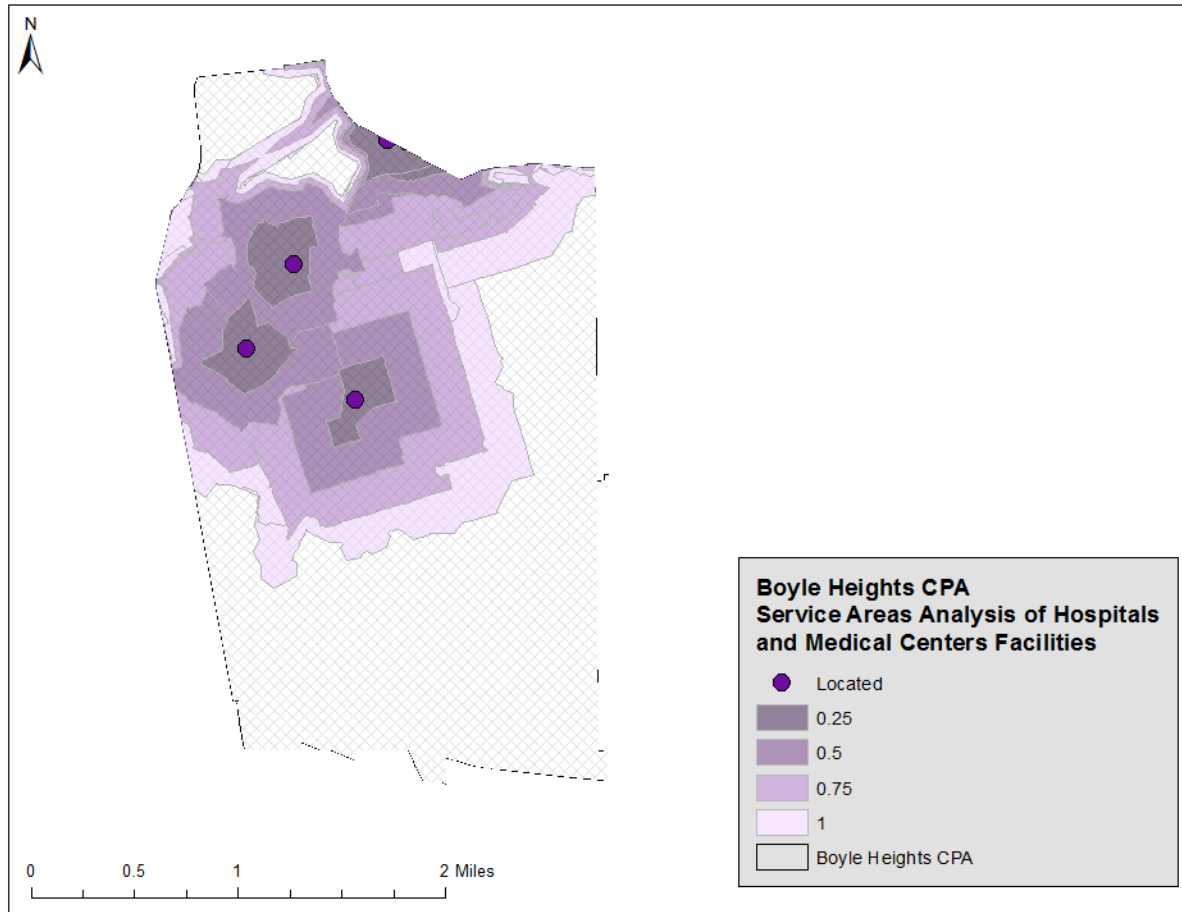 N
Boyle Heights CPA
Service Areas Analysis of Hospitals
and Medical Centers Facilities
Located
0.25
0.5
0.75
1
Boyle Heights CPA
0 0.5 1 2 Miles